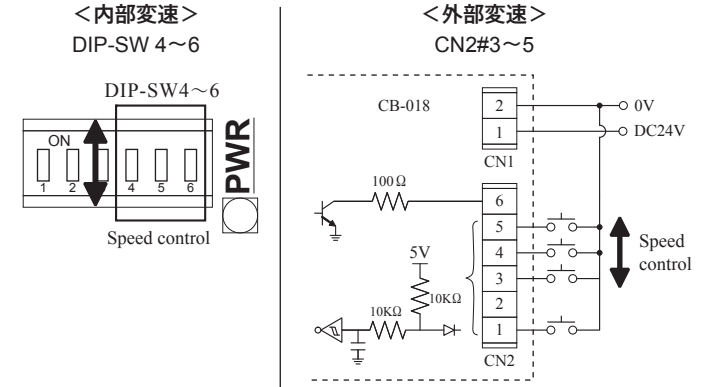 ＜内部変速＞
DIP-SW 4～6
DIP-SW4～6
ON
1 2 4 5 6
PWR
Speed control
＜外部変速＞
CN2#3～5
CB-018
2
1
CN1
0V
DC24V
100Ω
6
5
4
3
2
1
CN2
5V
10KΩ
10KΩ
Speed
control